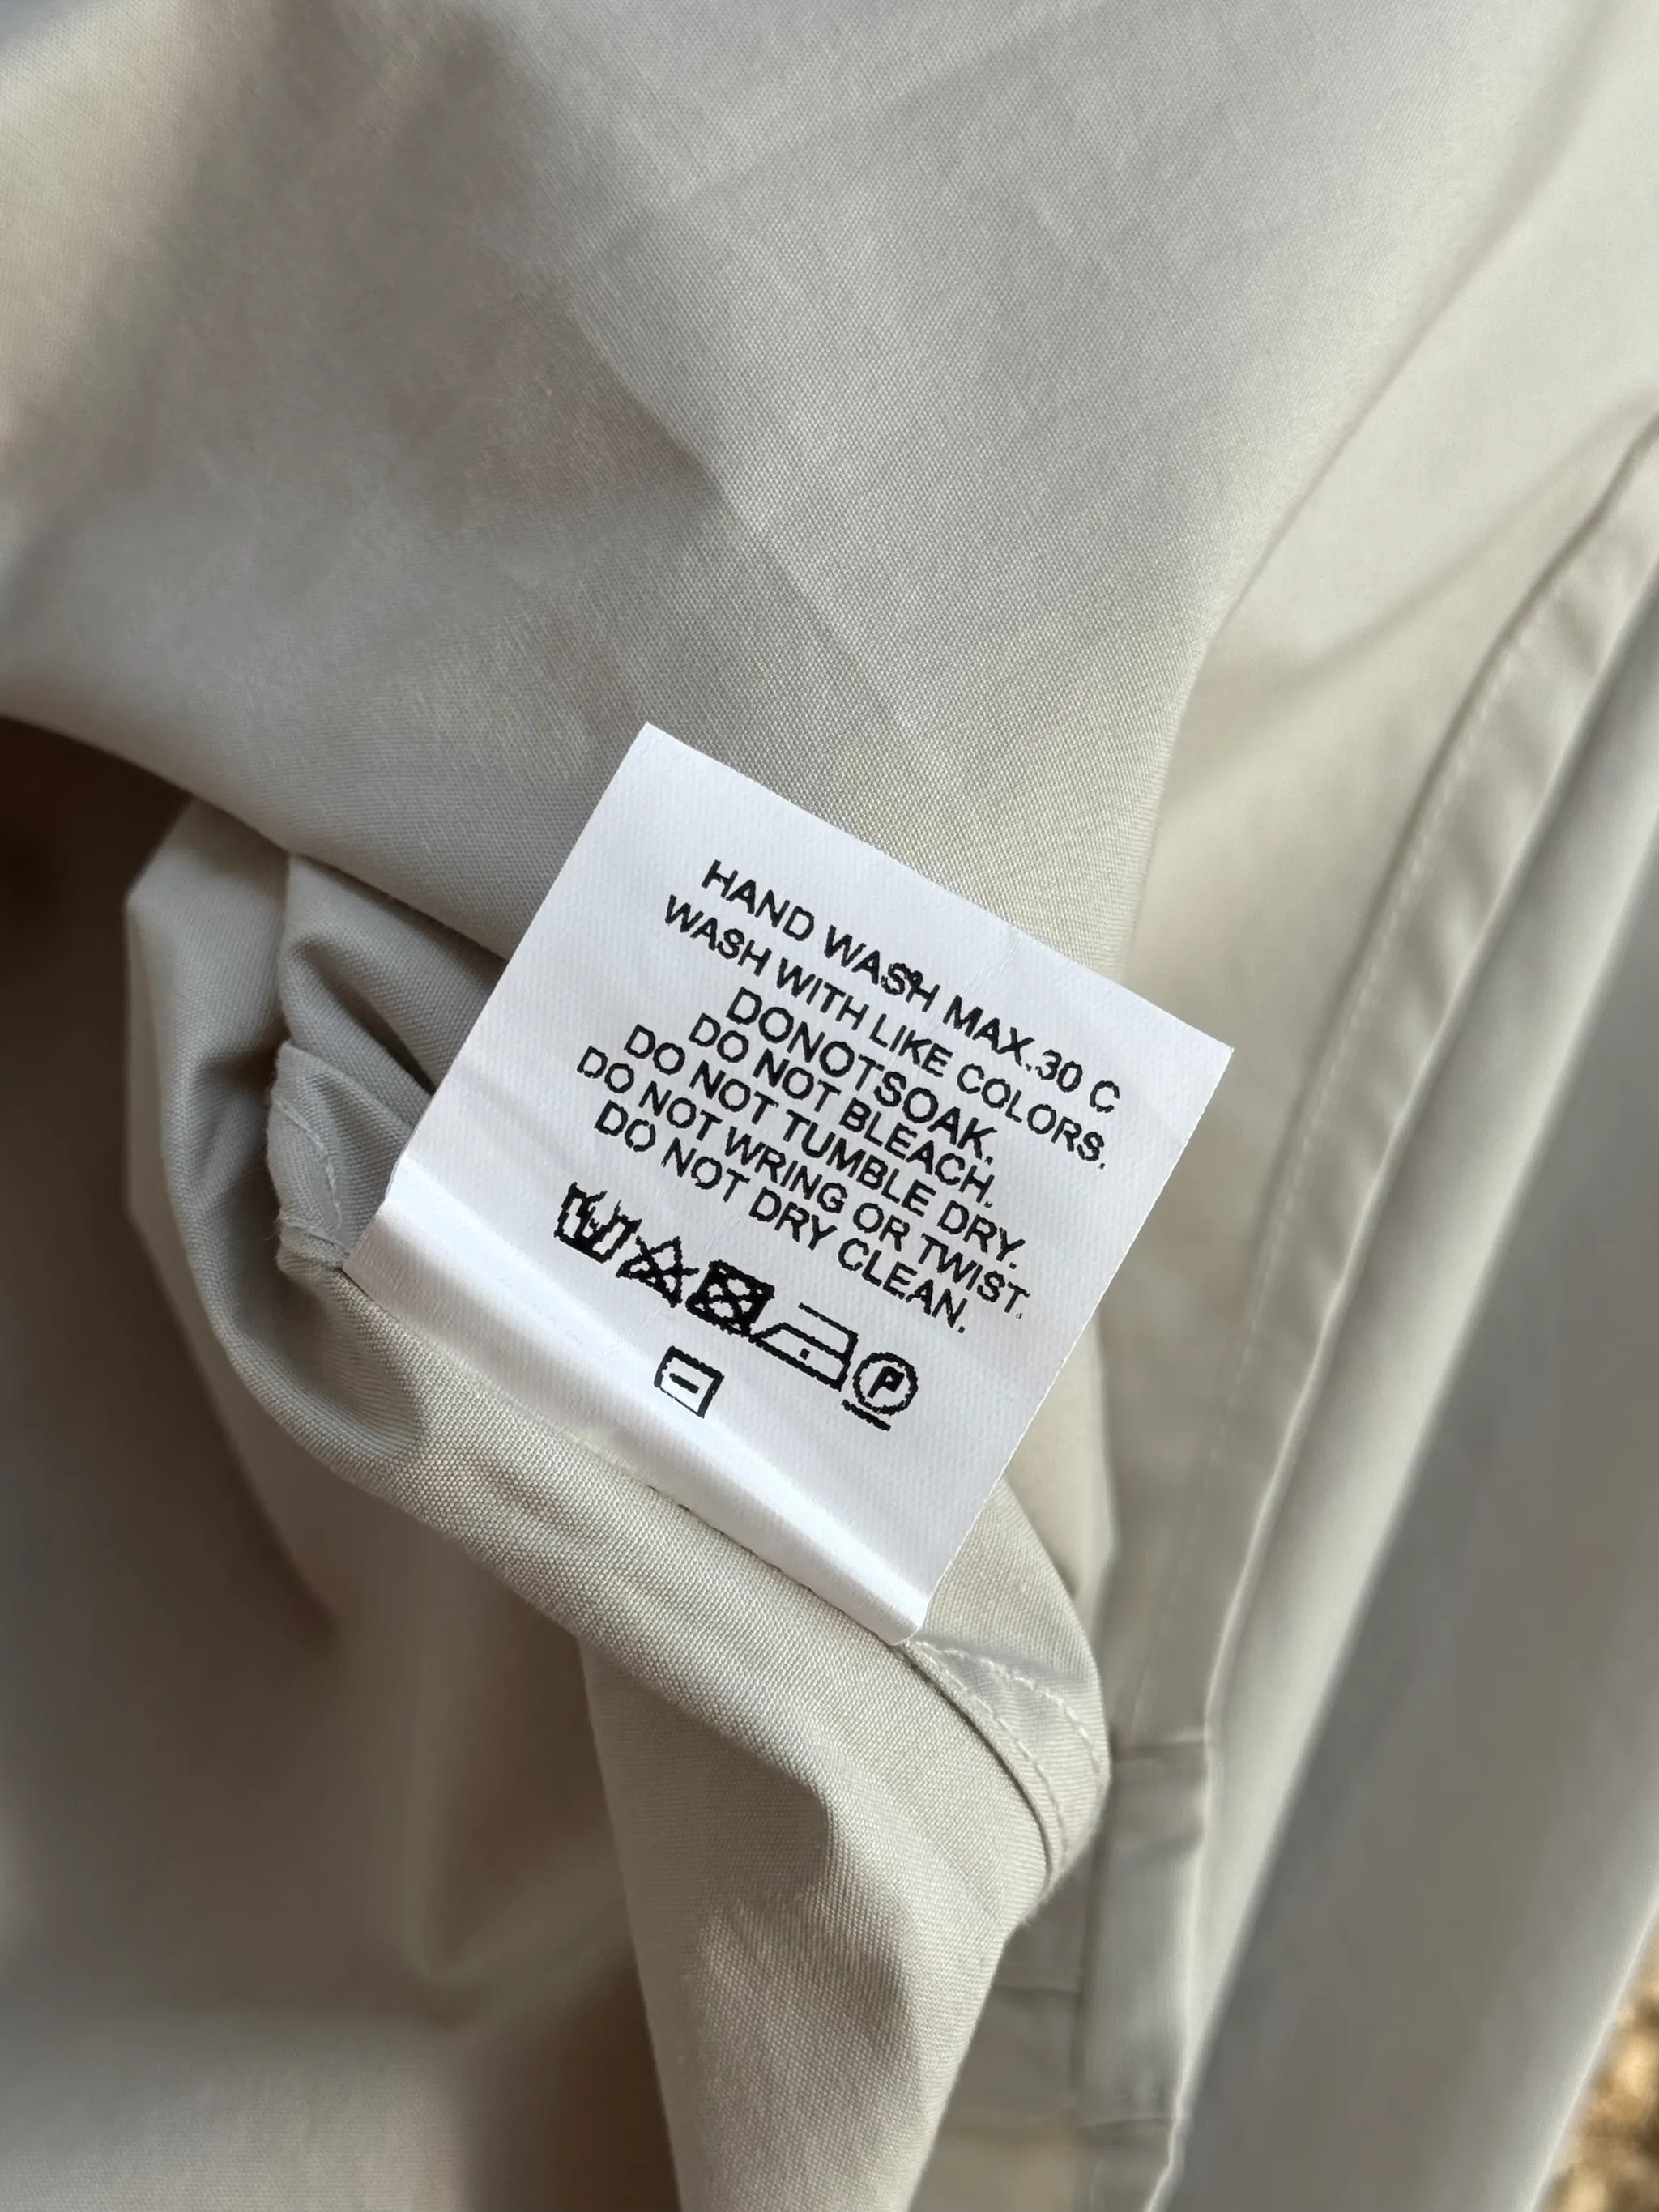 HAND WASH MAX.30 C
WASH WITH LIKE COLORS.
DONOTSOAK.
DO NOT BLEACH.
DO NOT TUMBLE DRY.
DO NOT WRING OR TWIST.
DO NOT DRY CLEAN.
P